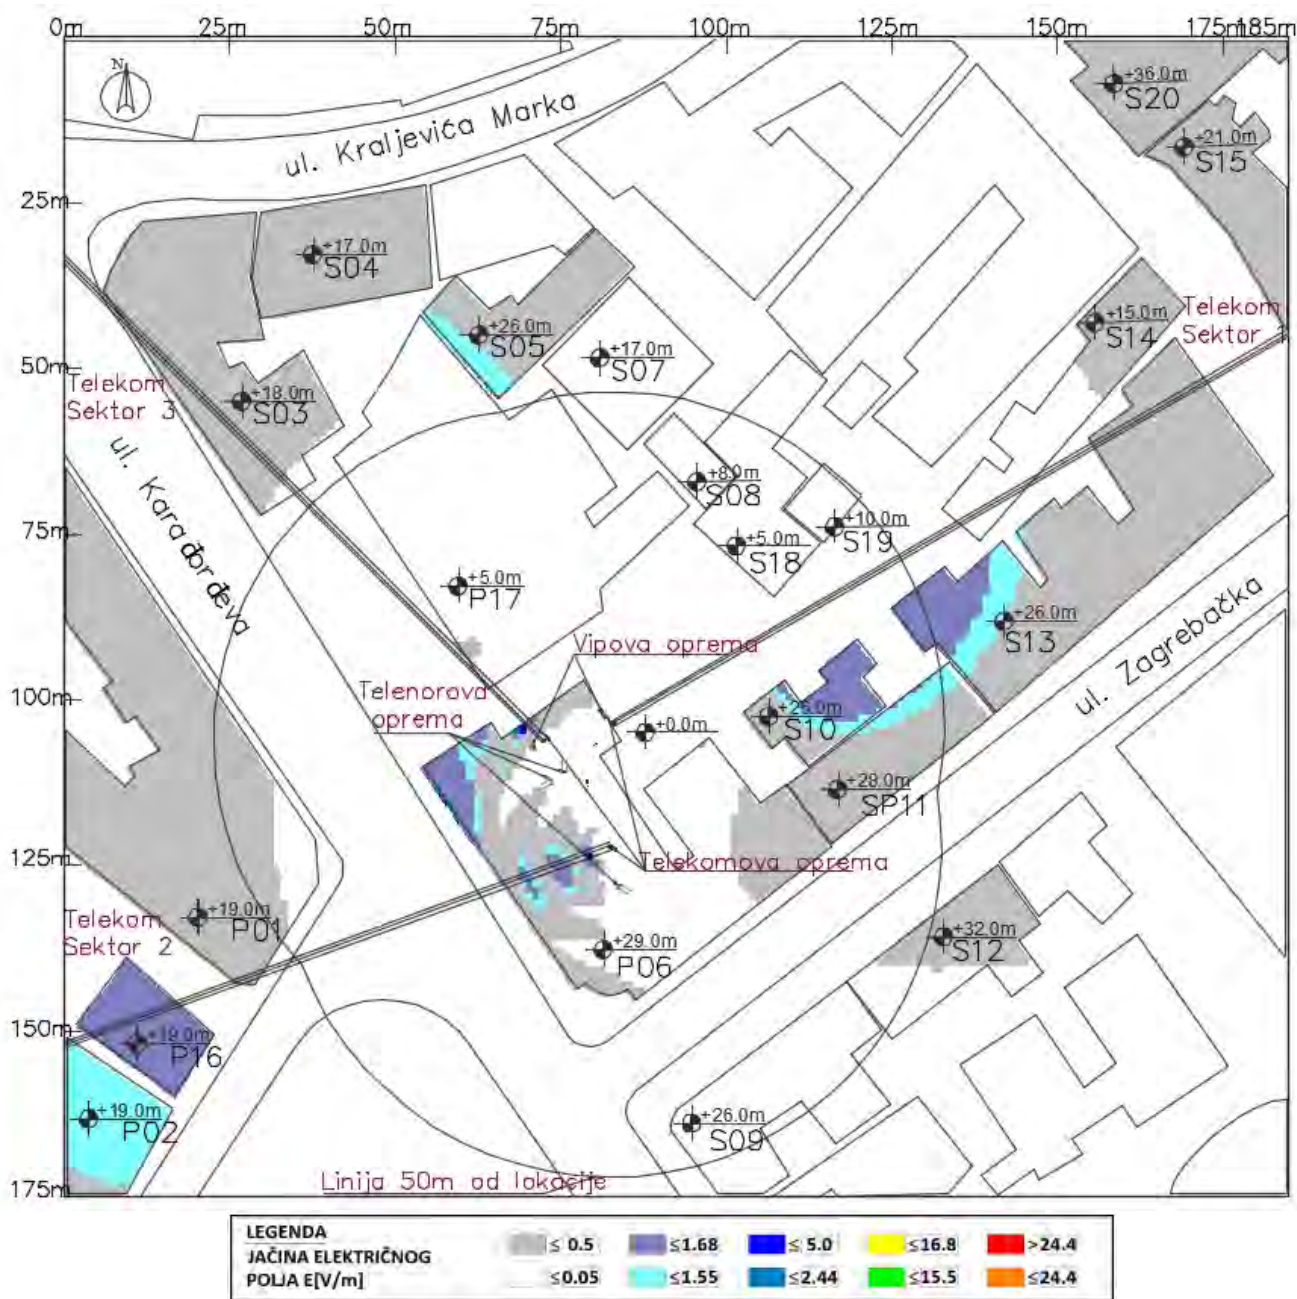 0m 25m 50m 75m 100m 125m 150m 175m 185m
N
+36.0m
S20
ul. Kraljevića Marka
+21.0m
S15
25m
+17.0m
S04
+15.0m
S14
Telekom
Sektor
+26.0m
S05
+17.0m
S07
50m
Telekom
Sektor 3
+18.0m
S03
ul. Karađorđeva
+8.0m
S08
75m
+10.0m
S19
+5.0m
S18
+5.0m
P17
ul. Zagrebačka
+26.0m
S13
Vipova oprema
100m
Telenorova
oprema
+0.0m
+26.0m
S10
+28.0m
SP11
125m
Telekomova oprema
+19.0m
P01
Telekom
Sektor 2
+32.0m
S12
+29.0m
P06
150m
+19.0m
P16
+19.0m
P02
+26.0m
S09
175m
Linija 50m od lokacije
LEGENDA
JAČINA ELEKTRIČNOG
POLJA E[V/m]
≤ 0.5 ≤1.68 ≤ 5.0 ≤16.8 >24.4
≤0.05 ≤1.55 ≤2.44 ≤15.5 ≤24.4